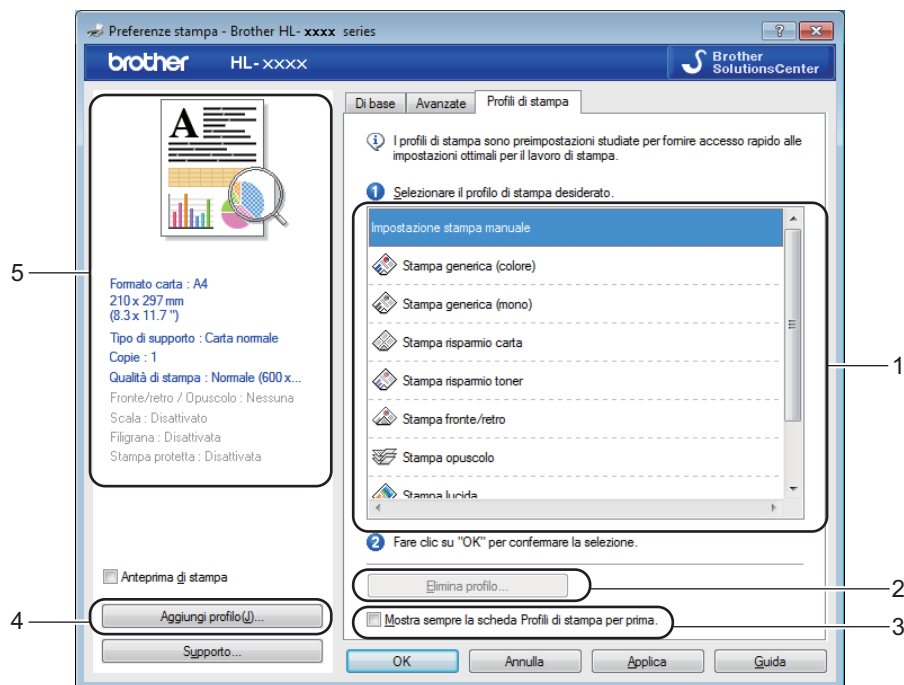 Preferenze stampa - Brother HL- xxxx series
brother HL-xxxx
Brother
SolutionsCenter
A
Formato carta : A4
210 x 297 mm
(8.3 x 11.7 ")
Tipo di supporto : Carta normale
Copie : 1
Qualità di stampa : Normale (600 x...
Fronte/retro / Opuscolo : Nessuna
Scala : Disattivato
Filigrana : Disattivata
Stampa protetta : Disattivata
Anteprima di stampa
Aggiungi profilo(J)...
Supporto...
Di base Avanzate Profili di stampa
I profili di stampa sono preimpostazioni studiate per fornire accesso rapido alle
impostazioni ottimali per il lavoro di stampa.
1 Selezionare il profilo di stampa desiderato.
Impostazione stampa manuale
Stampa generica (colore)
Stampa generica (mono)
Stampa risparmio carta
Stampa risparmio toner
Stampa fronte/retro
Stampa opuscolo
Stampa lucida
2 Fare clic su "OK" per confermare la selezione.
Elimina profilo...
Mostra sempre la scheda Profili di stampa per prima.
OK Annulla Applica Guida
1
2
3
4
5